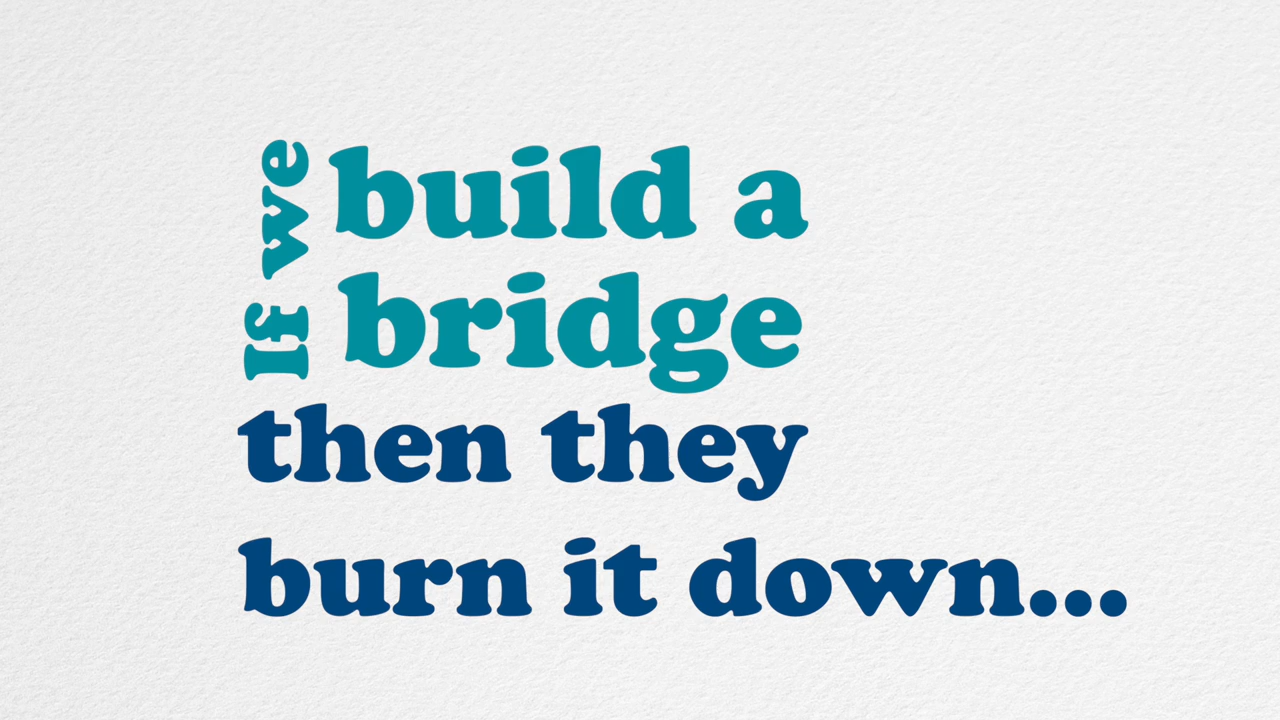 If we
build a
bridge
then they
burn it down...